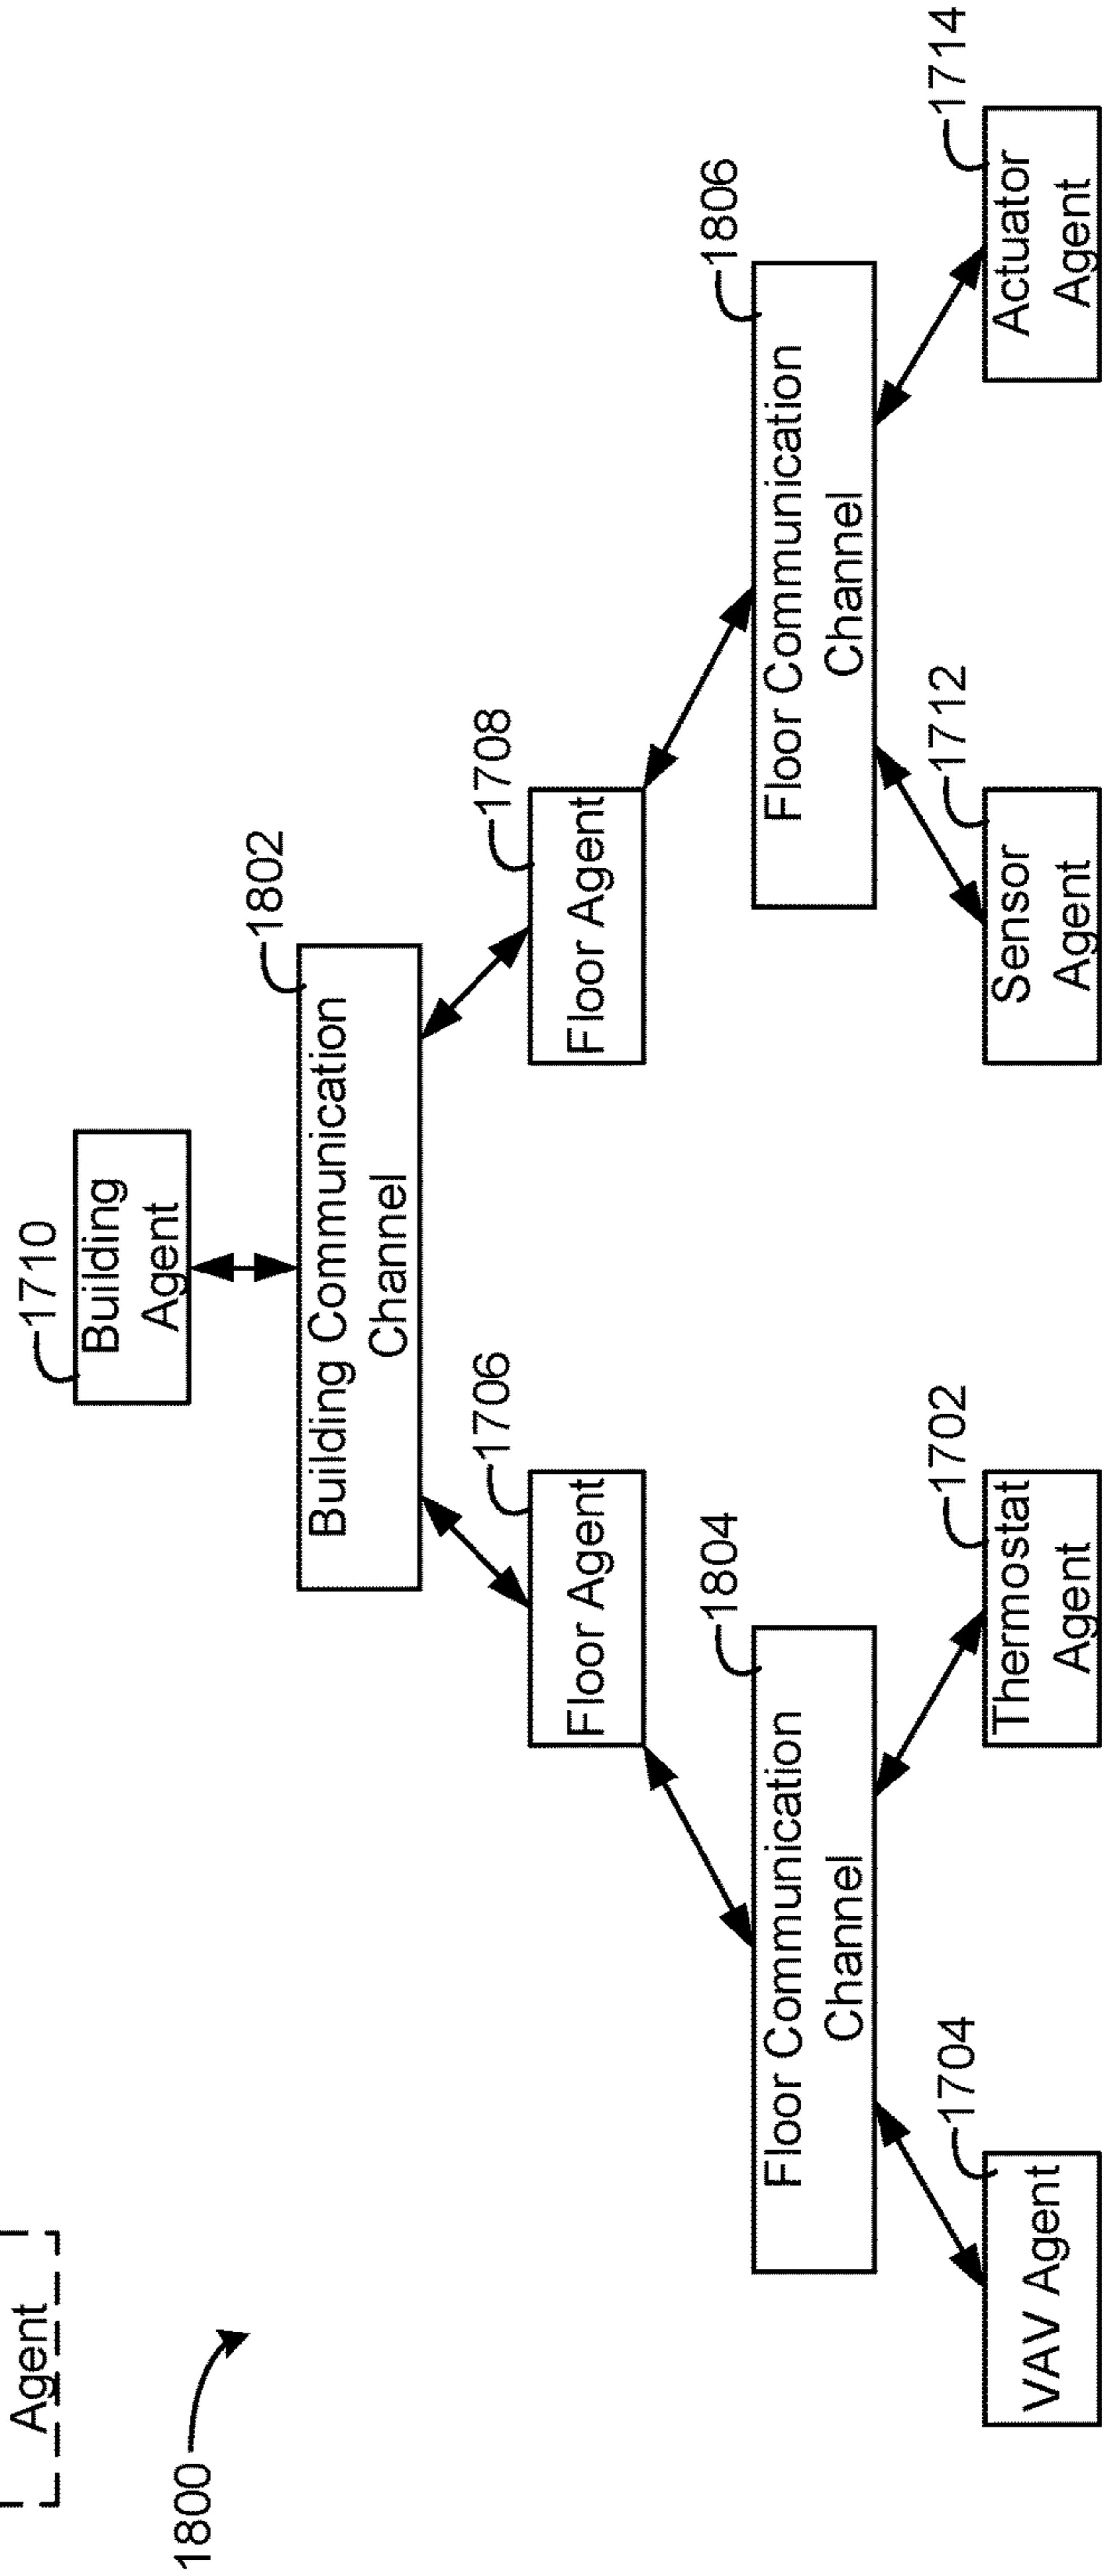 Agent
1800
1710
Building
Agent
1802
Building Communication
Channel
1706
Floor Agent
1708
Floor Agent
1804
Floor Communication
Channel
1806
Floor Communication
Channel
1704
VAV Agent
1702
Thermostat
Agent
1712
Sensor
Agent
1714
Actuator
Agent